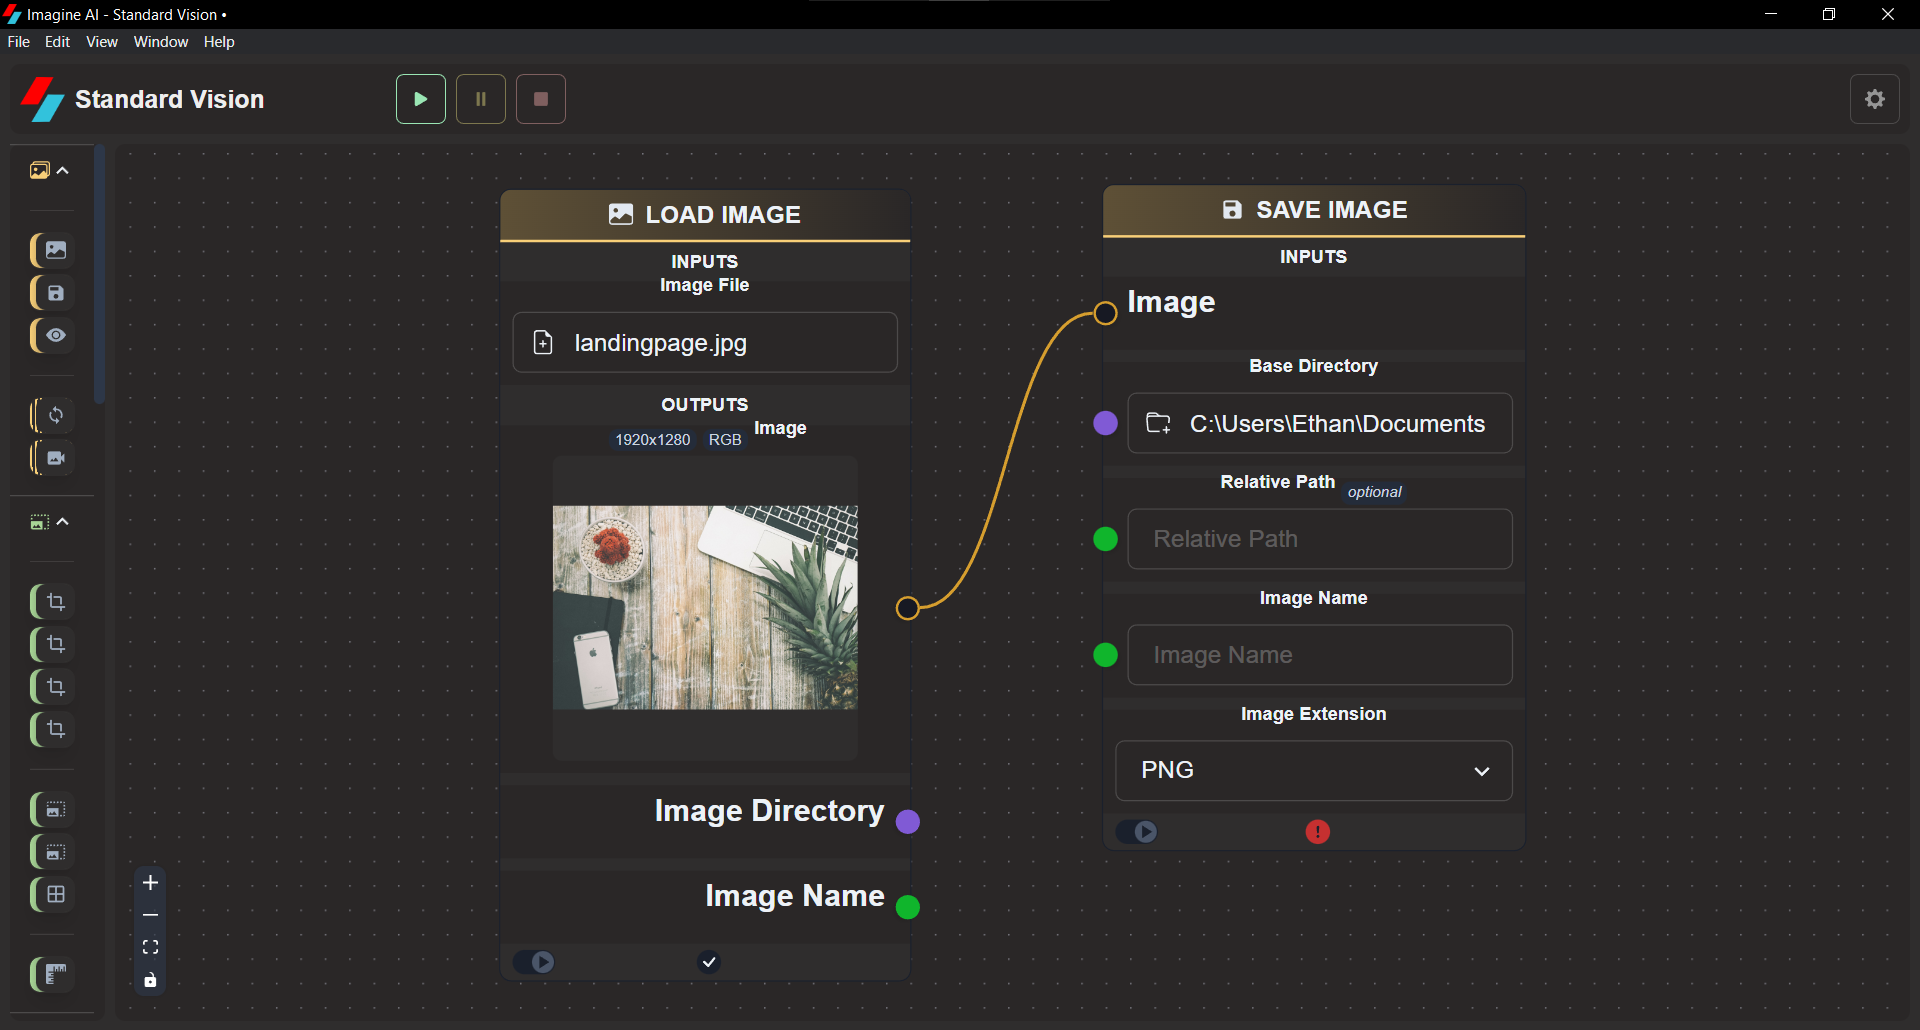 Imagine AI - Standard Vision •
File Edit View Window Help
Standard Vision
LOAD IMAGE
INPUTS
Image File
landingpage.jpg
OUTPUTS
Image
1920x1280 RGB
Image Directory
Image Name
SAVE IMAGE
INPUTS
Image
Base Directory
C:\Users\Ethan\Documents
Relative Path optional
Relative Path
Image Name
Image Name
Image Extension
PNG